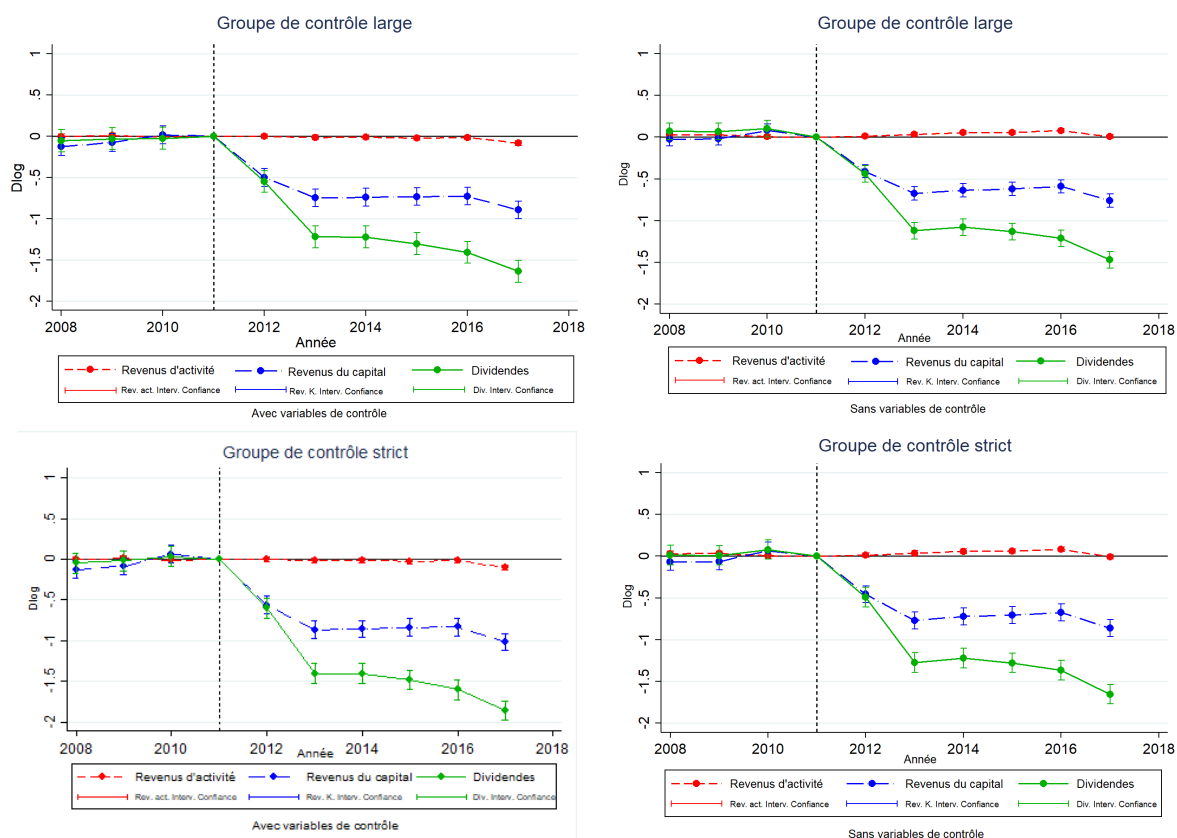 Groupe de contrôle large
1
.5
0
-.5
-1
-1.5
-2
Dlog
2008 2010 2012 2014 2016 2018
Année
Revenus d'activité Revenus du capital Dividendes
Rev. act. Interv. Confiance Rev. K. Interv. Confiance Div. Interv. Confiance
Avec variables de contrôle
Groupe de contrôle large
1
.5
0
-.5
-1
-1.5
-2
Dlog
2008 2010 2012 2014 2016 2018
Année
Revenus d'activité Revenus du capital Dividendes
Rev. act. Interv. Confiance Rev. K. Interv. Confiance Div. Interv. Confiance
Sans variables de contrôle
Groupe de contrôle strict
1
.5
0
-.5
-1
-1.5
-2
Dlog
2008 2010 2012 2014 2016 2018
Année
Revenus d'activité Revenus du capital Dividendes
Rev. act. Interv. Confiance Rev. K. Interv. Confiance Div. Interv. Confiance
Avec variables de contrôle
Groupe de contrôle strict
1
.5
0
-.5
-1
-1.5
-2
Dlog
2008 2010 2012 2014 2016 2018
Année
Revenus d'activité Revenus du capital Dividendes
Rev. act. Interv. Confiance Rev. K. Interv. Confiance Div. Interv. Confiance
Sans variables de contrôle